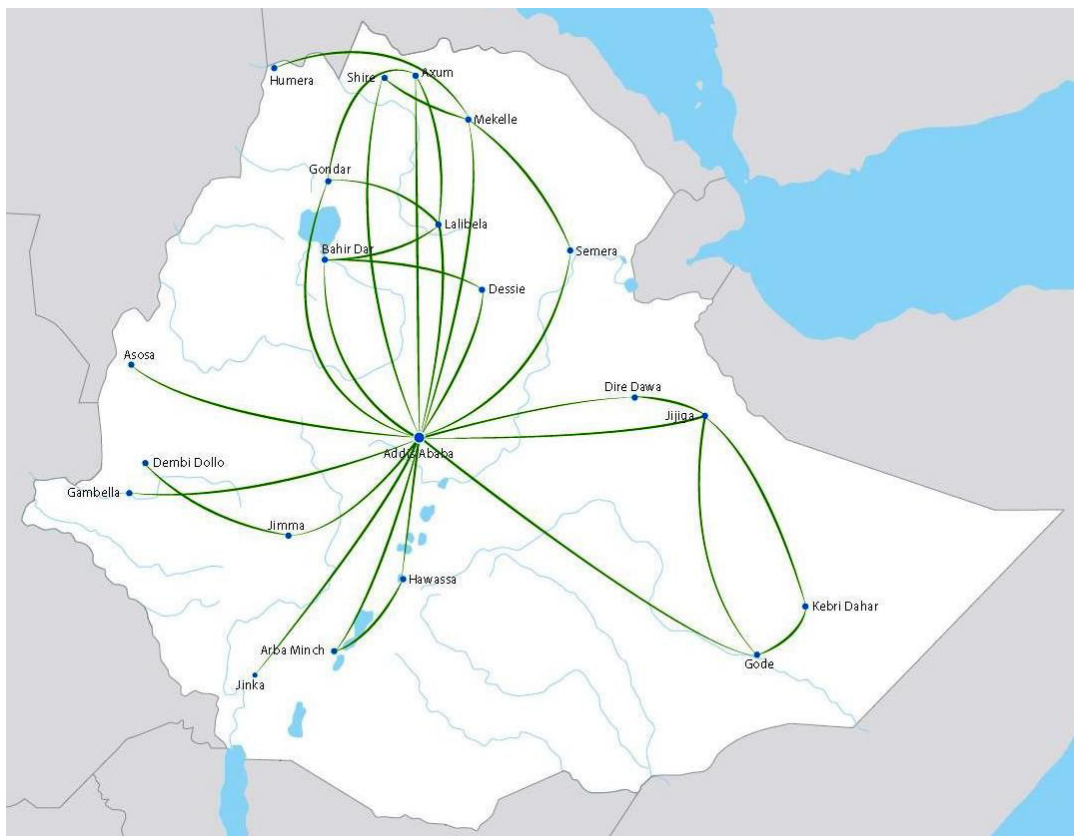 Humera
Shire
Axum
Mekelle
Gondar
Lalibela
Bahir Dar
Semera
Dessie
Asosa
Dire Dawa
Jijiga
Addis Ababa
Dembi Dollo
Gambella
Jimma
Hawassa
Kebri Dahar
Arba Minch
Gode
Jinka